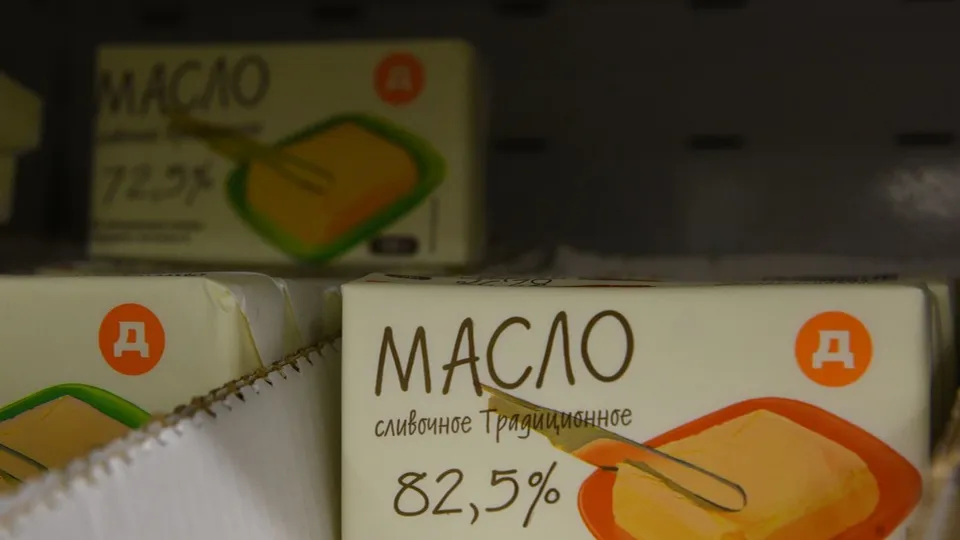 МАСЛО
Д
72,5%
Д
МАСЛО
Д
сливочное Традиционное
82,5%